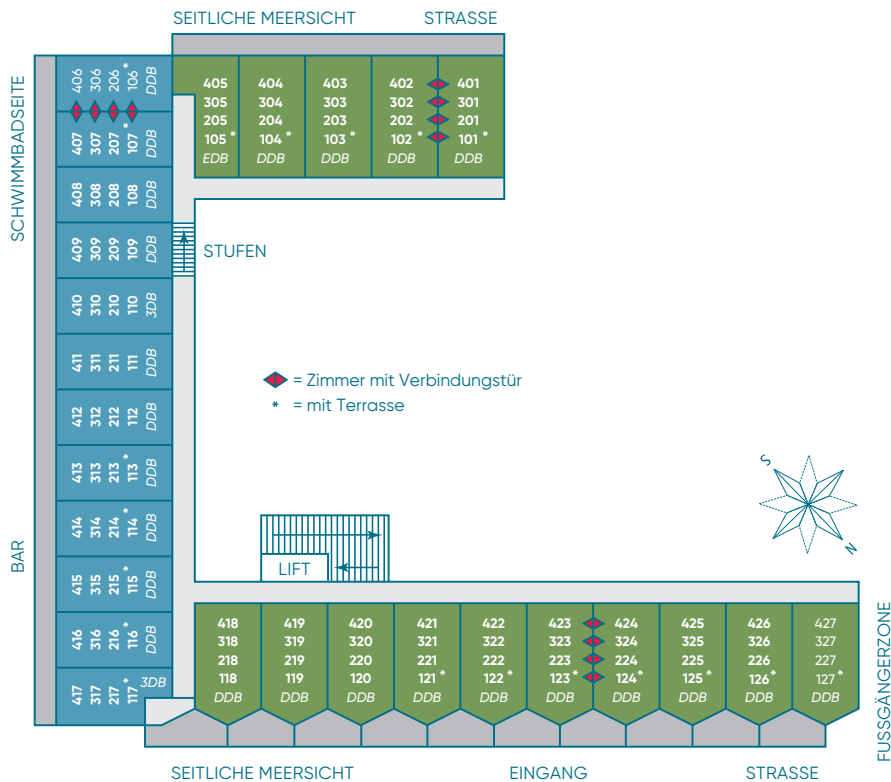 SEITLICHE MEERSICHT
STRASSE
405 404 403 402 401
305 304 303 302 301
205 204 203 202 201
105 * 104 * 103 * 102 * 101 *
EDB DDB DDB DDB DDB
SCHWIMMBADSEITE
BAR
406 306 206 106 * DDB
407 307 207 107 * DDB
408 308 208 108 DDB
409 309 209 109 DDB
410 310 210 110 3DB
411 311 211 111 DDB
412 312 212 112 DDB
413 313 213 113 * DDB
414 314 214 114 * DDB
415 315 215 115 * DDB
416 316 216 116 * DDB
417 317 217 117 * 3DB
STUFEN
= Zimmer mit Verbindungstür
* = mit Terrasse
S
N
LIFT
418 419 420 421 422 423 424 425 426 427
318 319 320 321 322 323 324 325 326 327
218 219 220 221 222 223 224 225 226 227
118 119 120 121 * 122 * 123 * 124 * 125 * 126 * 127 *
DDB DDB DDB DDB DDB DDB DDB DDB DDB DDB
FUSSGÄNGERZONE
SEITLICHE MEERSICHT
EINGANG
STRASSE